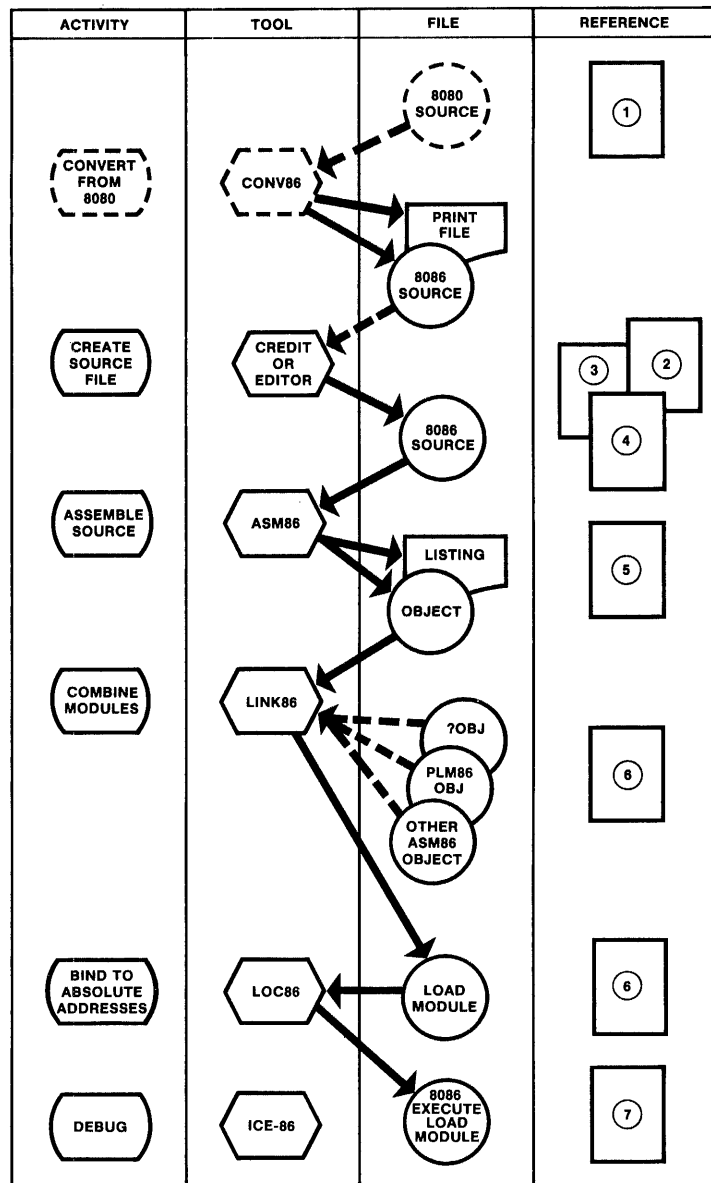 ACTIVITY
TOOL
FILE
REFERENCE
8080
SOURCE
1
CONVERT
FROM
8080
CONV86
PRINT
FILE
8086
SOURCE
CREATE
SOURCE
FILE
CREDIT
OR
EDITOR
3
2
4
8086
SOURCE
ASSEMBLE
SOURCE
ASM86
LISTING
5
OBJECT
COMBINE
MODULES
LINK86
?OBJ
PLM86
OBJ
6
OTHER
ASM86
OBJECT
BIND TO
ABSOLUTE
ADDRESSES
LOC86
LOAD
MODULE
6
DEBUG
ICE-86
8086
EXECUTE
LOAD
MODULE
7